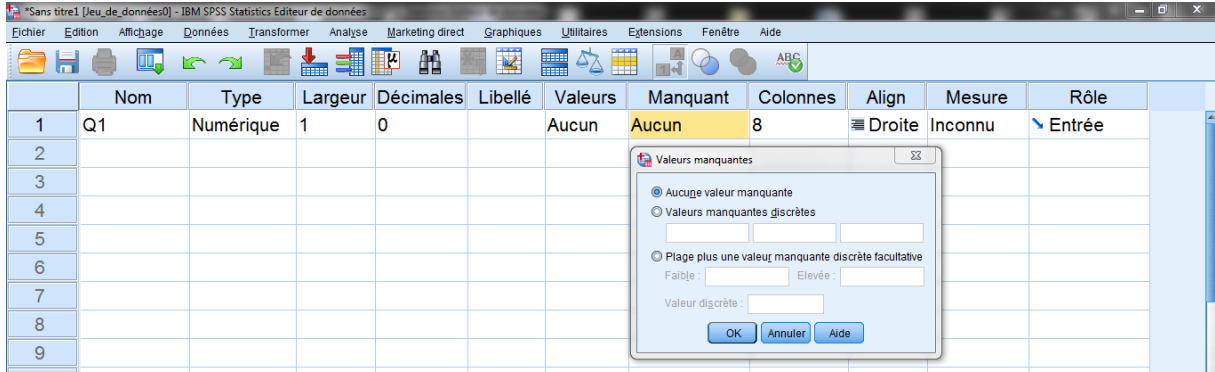 *Sans titre1 [Jeu_de_données0] - IBM SPSS Statistics Editeur de données
Fichier Edition Affichage Données Transformer Analyse Marketing direct Graphiques Utilitaires Extensions Fenêtre Aide
Nom Type Largeur Décimales Libellé Valeurs Manquant Colonnes Align Mesure Rôle
1 Q1 Numérique 1 0 Aucun Aucun 8 Droite Inconnu Entrée
2
3
4
5
6
7
8
9
Valeurs manquantes
Aucune valeur manquante
Valeurs manquantes discrètes
Plage plus une valeur manquante discrète facultative
Faible : Elevée :
Valeur discrète :
OK Annuler Aide